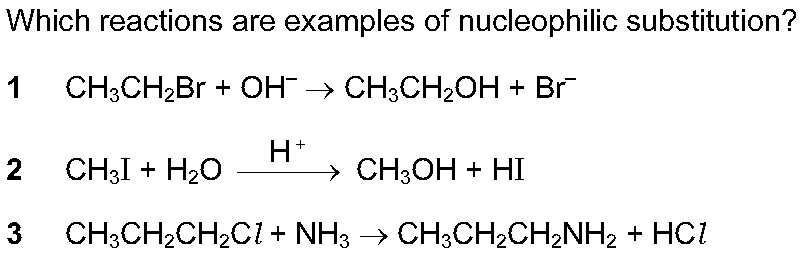 Which reactions are examples of nucleophilic substitution?
1 CH₃CH₂Br + OH⁻ → CH₃CH₂OH + Br⁻
2 CH₃I + H₂O —H⁺→ CH₃OH + HI
3 CH₃CH₂CH₂Cl + NH₃ → CH₃CH₂CH₂NH₂ + HCl